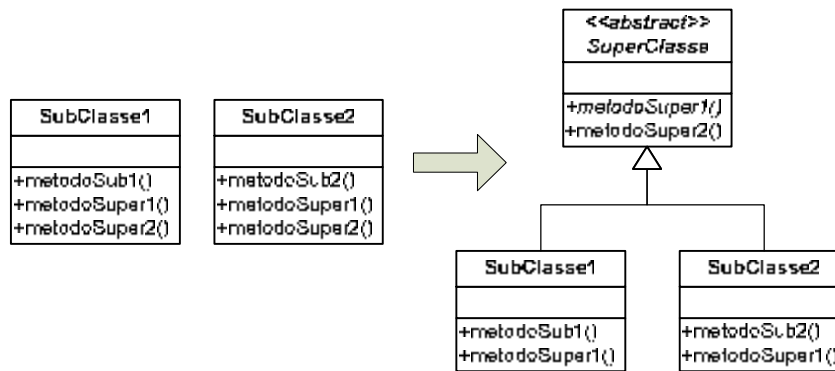 SubClasse1
+metodoSub1()
+metodoSuper1()
+metodoSuper2()
SubClasse2
+metodoSub2()
+metodoSuper1()
+metodoSuper2()
<<abstract>>
SuperClasse
+metodoSuper1()
+metodoSuper2()
SubClasse1
+metodoSub1()
+metodoSuper1()
SubClasse2
+metodoSub2()
+metodoSuper1()